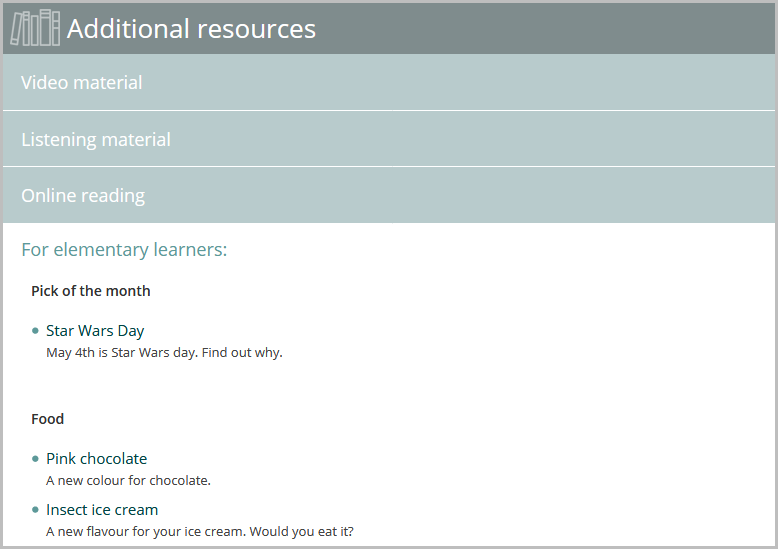 Additional resources
Video material
Listening material
Online reading
For elementary learners:
Pick of the month
Star Wars Day
May 4th is Star Wars day. Find out why.
Food
Pink chocolate
A new colour for chocolate.
Insect ice cream
A new flavour for your ice cream. Would you eat it?